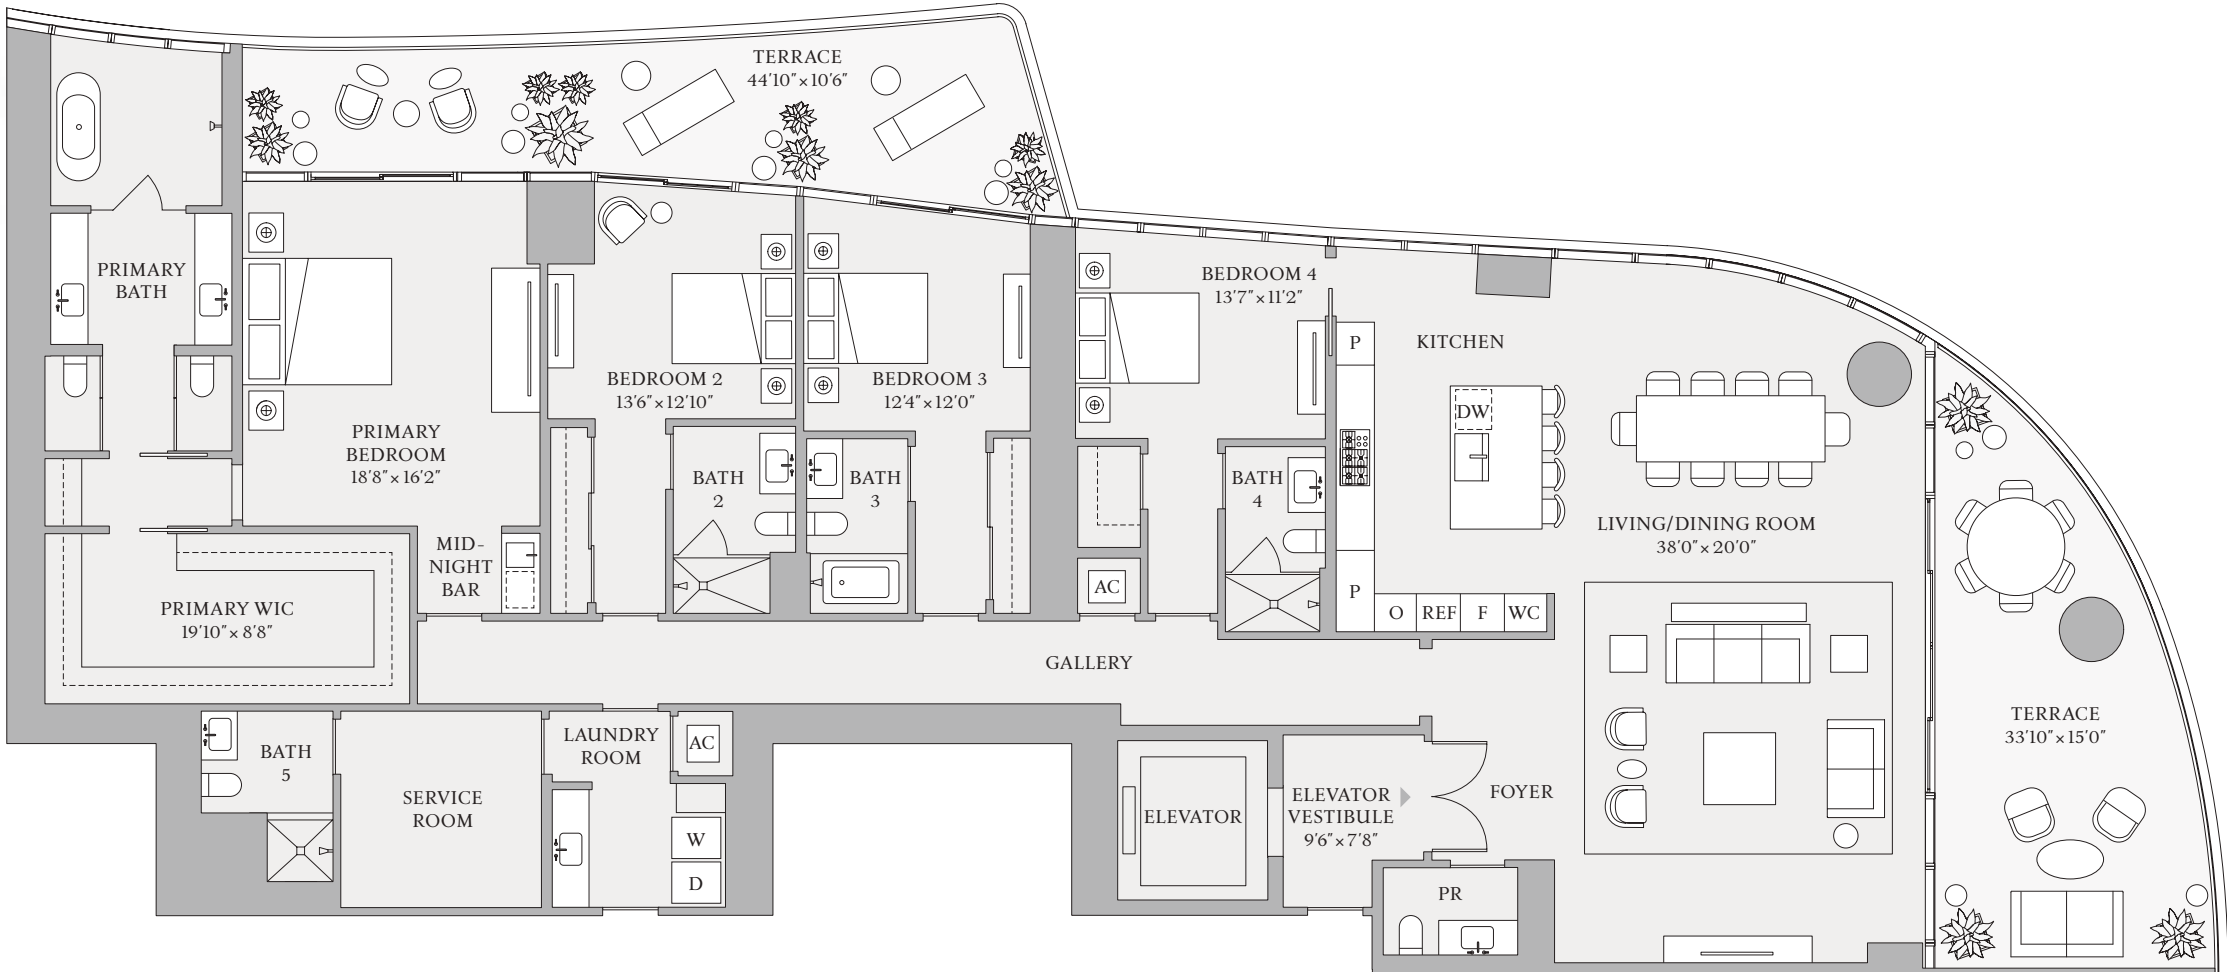 TERRACE
44'10"×10'6"
PRIMARY
BATH
PRIMARY
BEDROOM
18'8"×16'2"
BEDROOM 2
13'6"×12'10"
BEDROOM 3
12'4"×12'0"
BEDROOM 4
13'7"×11'2"
P
KITCHEN
DW
BATH
2
BATH
3
BATH
4
LIVING/DINING ROOM
38'0"×20'0"
MID-
NIGHT
BAR
AC
P
O
REF
F
WC
PRIMARY WIC
19'10"×8'8"
GALLERY
TERRACE
33'10"×15'0"
BATH
5
SERVICE
ROOM
LAUNDRY
ROOM
AC
W
D
ELEVATOR
ELEVATOR
VESTIBULE
9'6"×7'8"
FOYER
PR